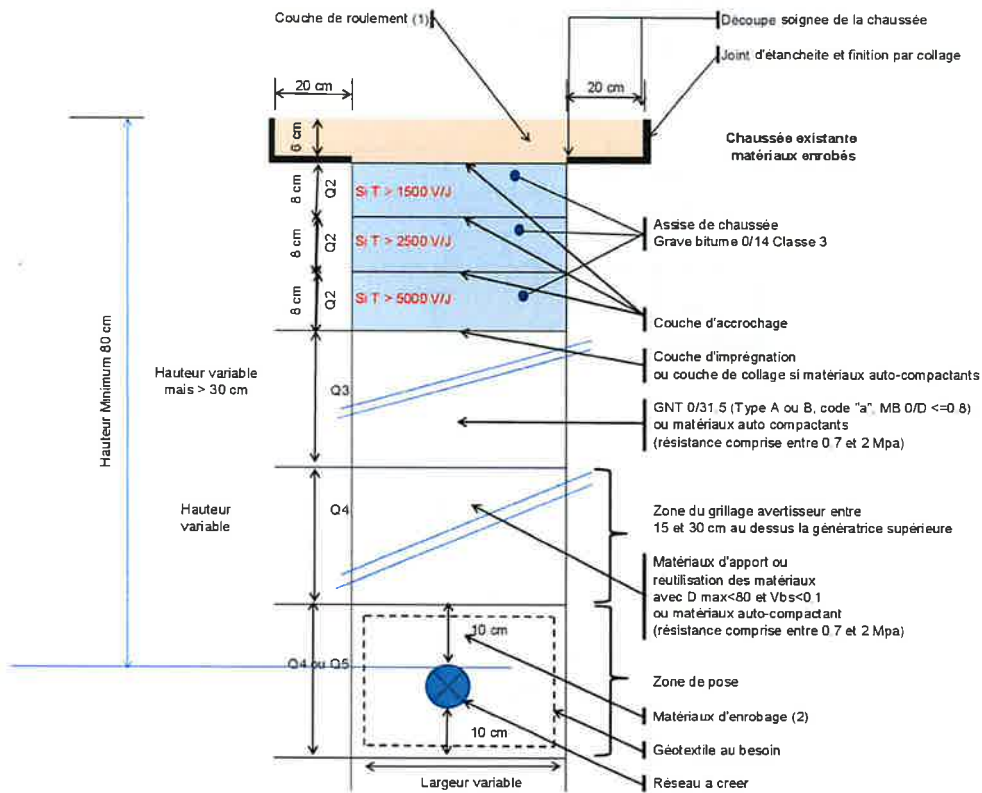 Couche de roulement (1)
Découpe soignee de la chaussée
Joint d'étancheite et finition par collage
20 cm
20 cm
6 cm
Chaussée existante
matériaux enrobés
8 cm
Q2
Si T > 1500 V/J
8 cm
Q2
Si T > 2500 V/J
Assise de chaussée
Grave bitume 0/14 Classe 3
8 cm
Q2
Si T > 5000 V/J
Couche d'accrochage
Couche d'imprégnation
ou couche de collage si matériaux auto-compactants
Hauteur Minimum 80 cm
Hauteur variable
mais > 30 cm
Q3
GNT 0/31.5 (Type A ou B, code "a", MB 0/D <=0.8)
ou matériaux auto compactants
(résistance comprise entre 0.7 et 2 Mpa)
Hauteur
variable
Q4
Zone du grillage avertisseur entre
15 et 30 cm au dessus la génératrice supérieure
Matériaux d'apport ou
reutilisation des matériaux
avec D max<80 et Vbs<0.1
ou matériaux auto-compactant
(résistance comprise entre 0.7 et 2 Mpa)
10 cm
Q4 ou Q5
Zone de pose
Matériaux d'enrobage (2)
10 cm
Géotextile au besoin
Largeur variable
Réseau a creer